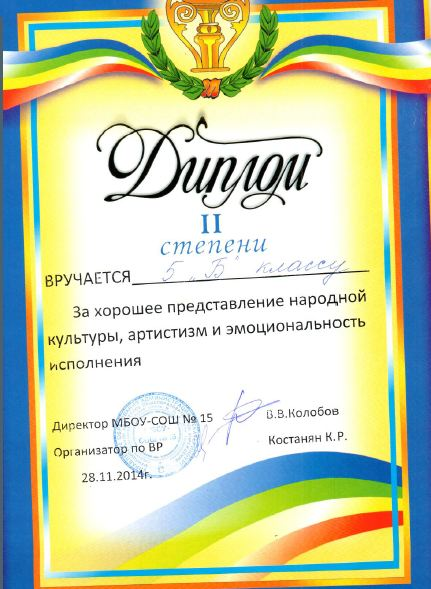 Диплом
II
степени
ВРУЧАЕТСЯ 5 „Б" классу
За хорошее представление народной
культуры, артистизм и эмоциональность
исполнения
Директор МБОУ-СОШ № 15 В.В.Колобов
Организатор по ВР Костанян К.Р.
28.11.2014г.